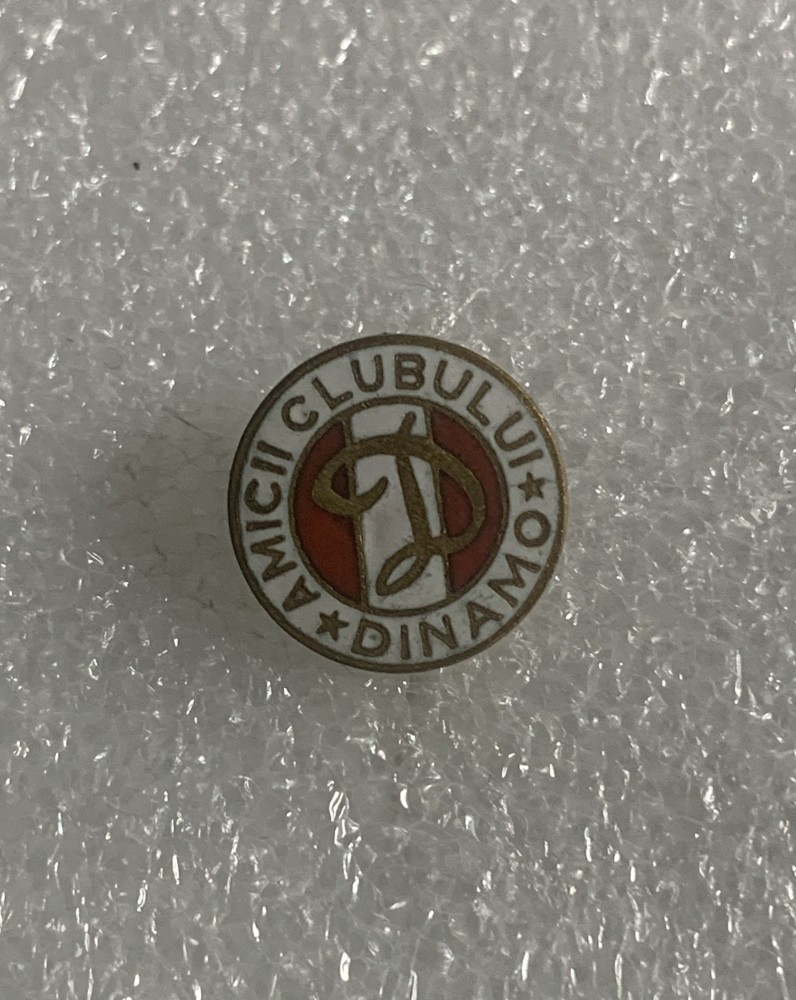 AMICII CLUBULUI
★ DINAMO ★
D